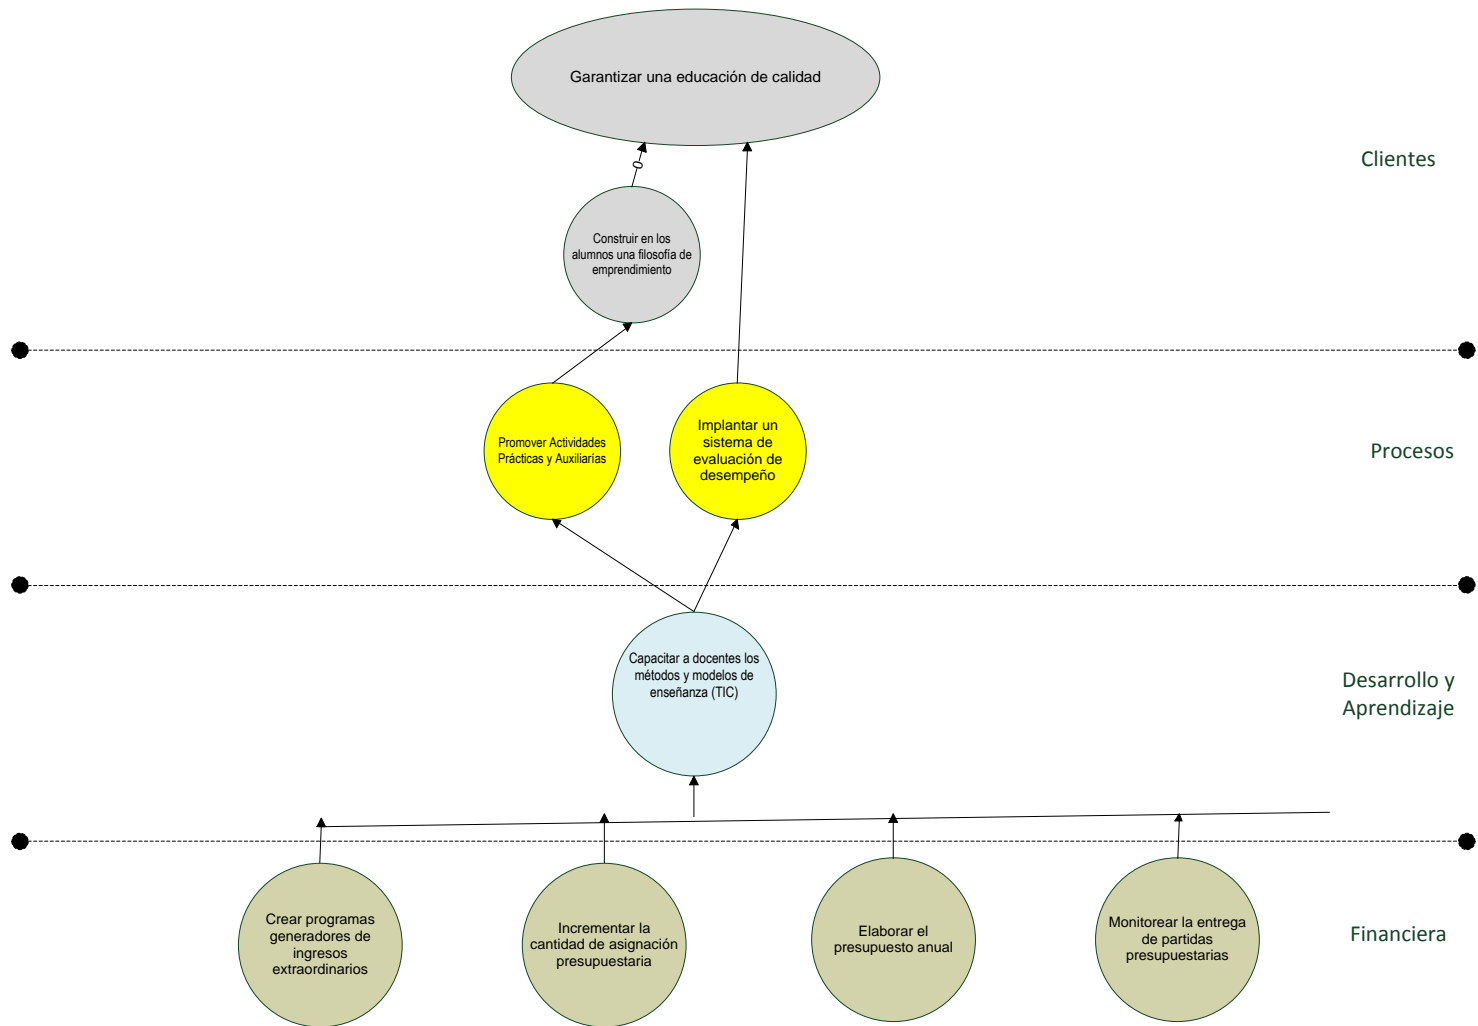 Garantizar una educación de calidad
0
Clientes
Construir en los
alumnos una filosofía de
emprendimiento
Promover Actividades
Prácticas y Auxiliarías
Implantar un
sistema de
evaluación de
desempeño
Procesos
Capacitar a docentes los
métodos y modelos de
enseñanza (TIC)
Desarrollo y
Aprendizaje
Crear programas
generadores de
ingresos
extraordinarios
Incrementar la
cantidad de asignación
presupuestaria
Elaborar el
presupuesto anual
Monitorear la entrega
de partidas
presupuestarias
Financiera